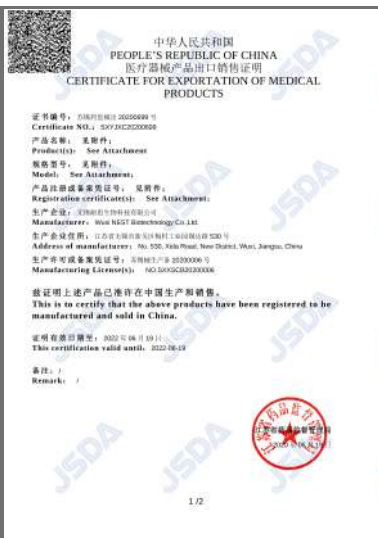 中华人民共和国
PEOPLE'S REPUBLIC OF CHINA
医疗器械产品出口销售证明
CERTIFICATE FOR EXPORTATION OF MEDICAL
PRODUCTS
证书编号：
Certificate NO.：
产品名称： 见附件；
Product(s)： See Attachment
规格型号： 见附件；
Model： See Attachment;
产品注册或备案凭证号： 见附件；
Registration certificate(s)： See Attachment;
生产企业：
Manufacturer： Wuxi NEST Biotechnology Co.,Ltd
生产企业住所：
Address of manufacturer： No. 530, Xida Road, New District, Wuxi, Jiangsu, China
生产许可或备案凭证号：
Manufacturing License(s)：
兹证明上述产品已准许在中国生产和销售。
This is to certify that the above products have been registered to be
manufactured and sold in China.
证明有效日期至： 2022 年 06 月 19 日
This certification valid until： 2022-06-19
备注： /
Remark： /
JSDA
1 /2